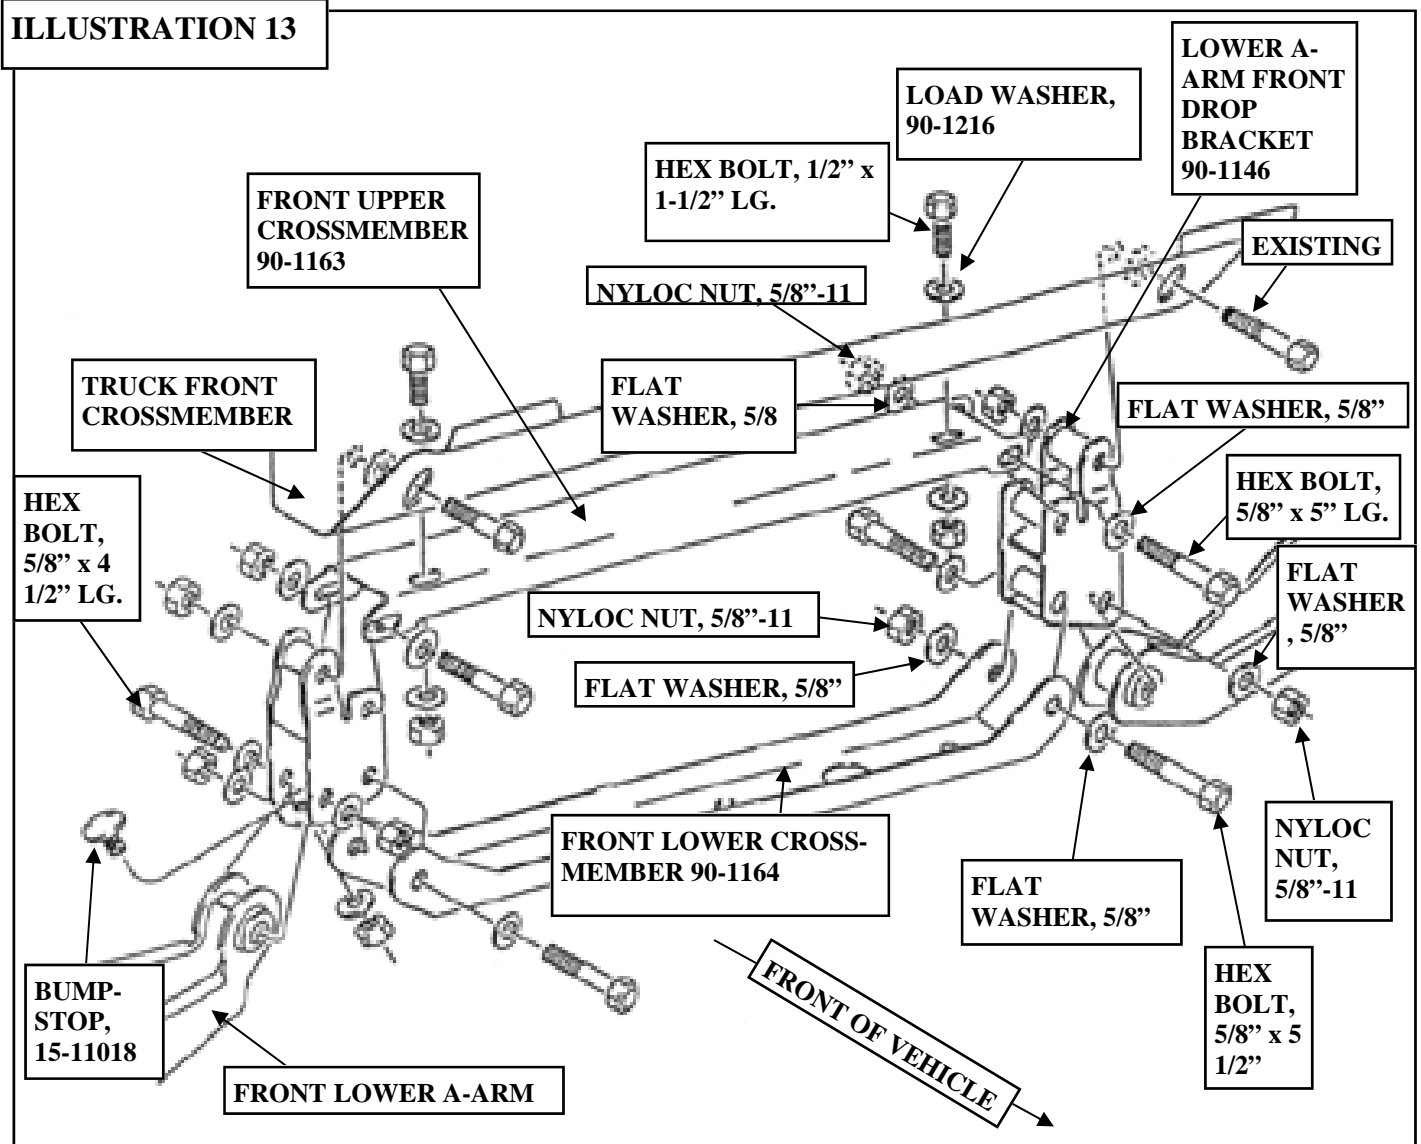 ILLUSTRATION 13
LOWER A-
ARM FRONT
DROP
BRACKET
90-1146
LOAD WASHER,
90-1216
HEX BOLT, 1/2” x
1-1/2” LG.
FRONT UPPER
CROSSMEMBER
90-1163
EXISTING
NYLOC NUT, 5/8”-11
TRUCK FRONT
CROSSMEMBER
FLAT
WASHER, 5/8
FLAT WASHER, 5/8”
HEX
BOLT,
5/8” x 4
1/2” LG.
HEX BOLT,
5/8” x 5” LG.
FLAT
WASHER
, 5/8”
NYLOC NUT, 5/8”-11
FLAT WASHER, 5/8”
FRONT LOWER CROSS-
MEMBER 90-1164
NYLOC
NUT,
5/8”-11
FLAT
WASHER, 5/8”
BUMP-
STOP,
15-11018
FRONT OF VEHICLE
HEX
BOLT,
5/8” x 5
1/2”
FRONT LOWER A-ARM